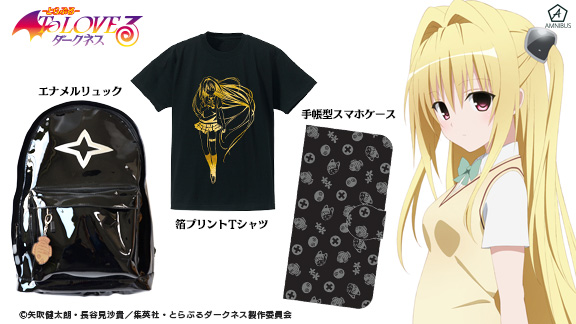 -とらぶる-
To LOVEる
ダークネス
A
AMNIBUS
エナメルリュック
手帳型スマホケース
箔プリントTシャツ
©矢吹健太朗・長谷見沙貴／集英社・とらぶるダークネス製作委員会